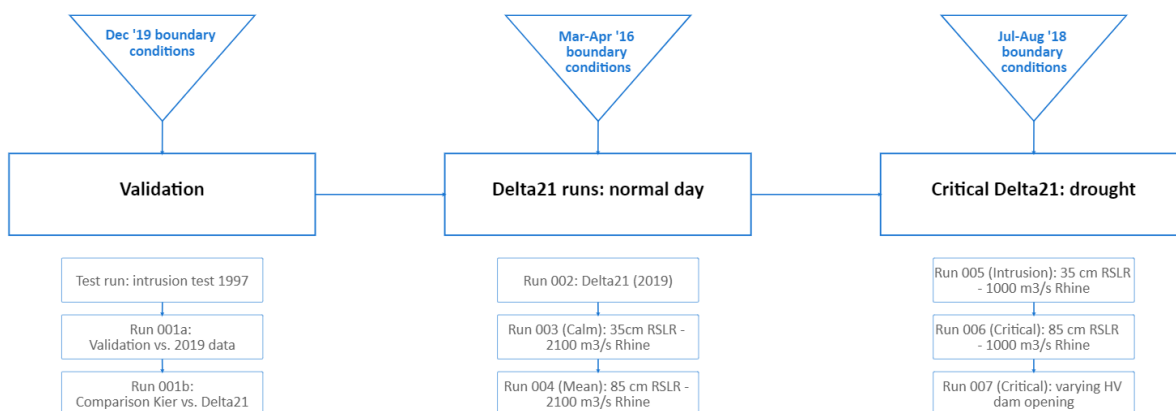 Dec '19 boundary
conditions
Mar-Apr '16
boundary
conditions
Jul-Aug '18
boundary
conditions
Validation
Delta21 runs: normal day
Critical Delta21: drought
Test run: intrusion test 1997
Run 001a:
Validation vs. 2019 data
Run 001b:
Comparison Kier vs. Delta21
Run 002: Delta21 (2019)
Run 003 (Calm): 35cm RSLR -
2100 m3/s Rhine
Run 004 (Mean): 85 cm RSLR -
2100 m3/s Rhine
Run 005 (Intrusion): 35 cm RSLR
- 1000 m3/s Rhine
Run 006 (Critical): 85 cm RSLR
- 1000 m3/s Rhine
Run 007 (Critical): varying HV
dam opening